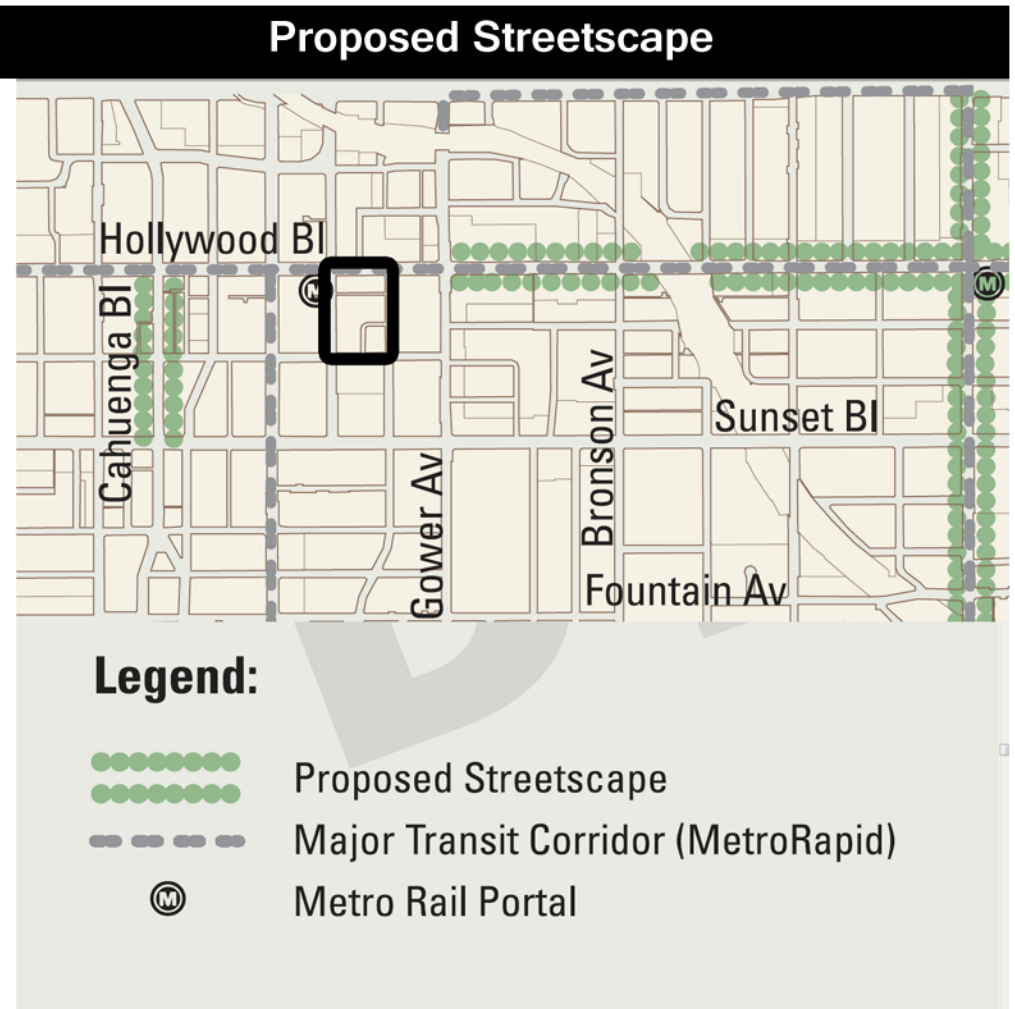 Proposed Streetscape
Hollywood Bl
M
M
Cahuenga Bl
Bronson Av
Sunset Bl
Gower Av
Fountain Av
Legend:
Proposed Streetscape
Major Transit Corridor (MetroRapid)
M
Metro Rail Portal